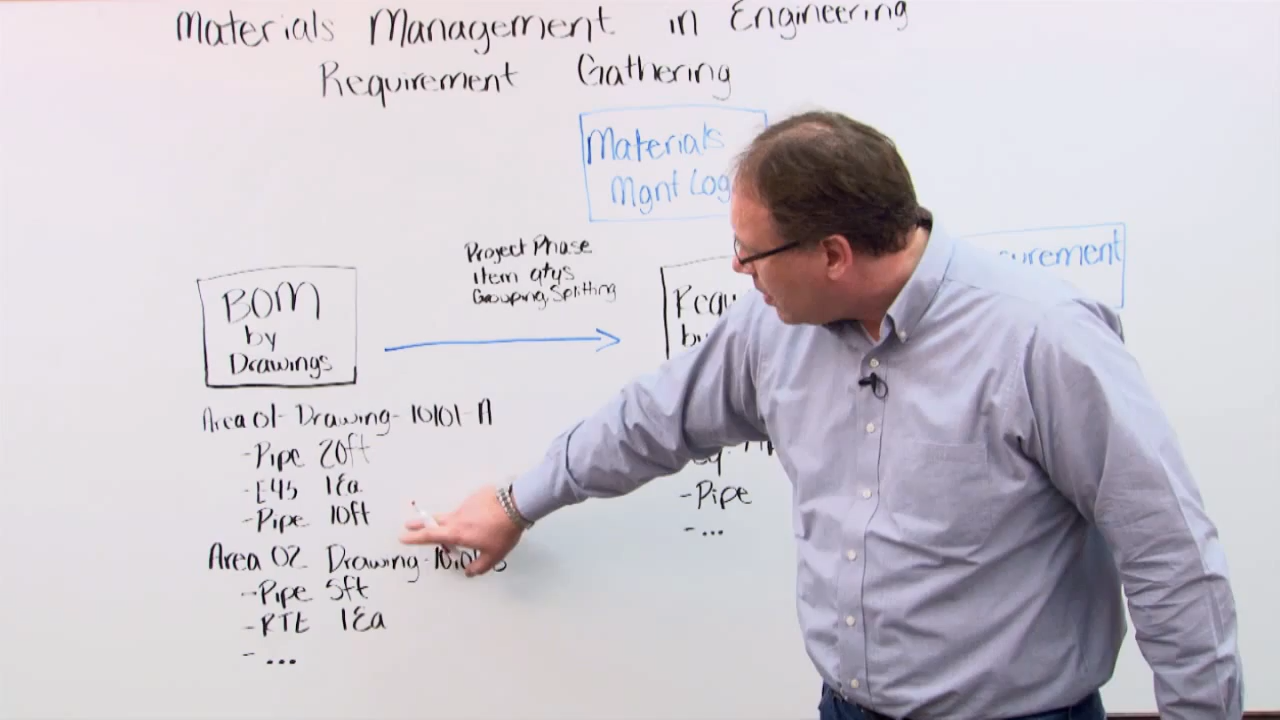 Materials Management in Engineering
Requirement Gathering
Materials
Mgnt Log
Project Phase
Item qtys
Grouping, Splitting
BOM
by
Drawings
Area 01- Drawing-10101-A
-Pipe 20ft
-E45 1Ea
-Pipe 10ft
Area 02 Drawing-
-Pipe 5ft
-RTE 1Ea
-...
-Pipe
-...